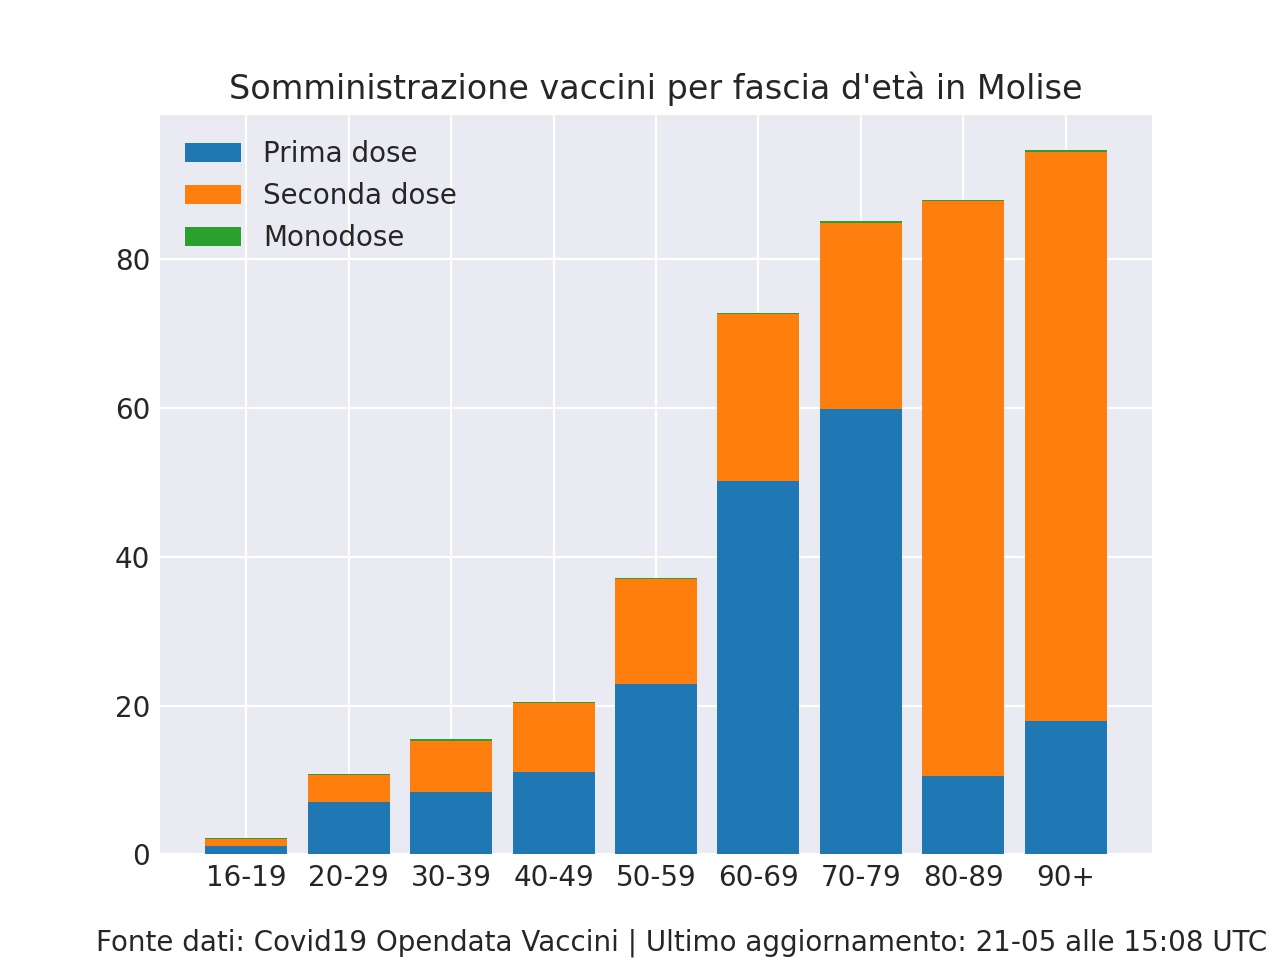 Somministrazione vaccini per fascia d'età in Molise
Prima dose
Seconda dose
Monodose
80
60
40
20
0
16-19 20-29 30-39 40-49 50-59 60-69 70-79 80-89 90+
Fonte dati: Covid19 Opendata Vaccini | Ultimo aggiornamento: 21-05 alle 15:08 UTC